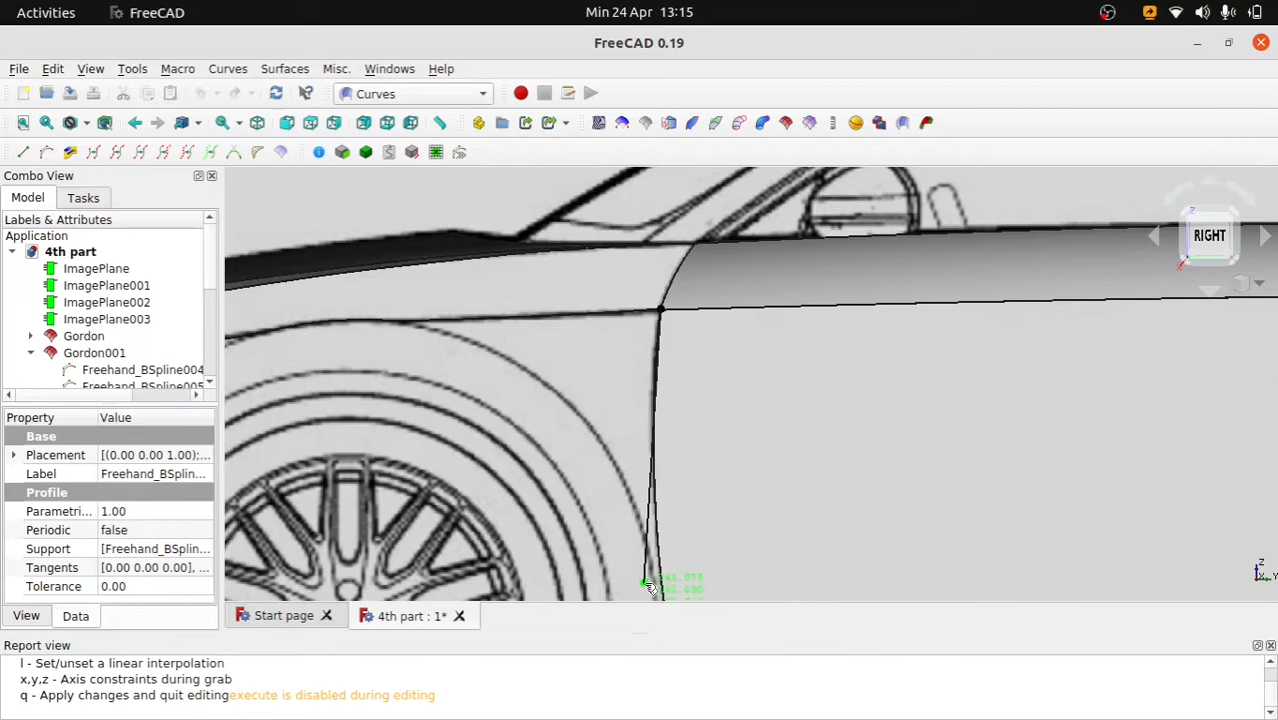 Activities
FreeCAD
Min 24 Apr 13:15
FreeCAD 0.19
File Edit View Tools Macro Curves Surfaces Misc. Windows Help
Curves
Combo View
Model
Tasks
Labels & Attributes
Application
4th part
ImagePlane
ImagePlane001
ImagePlane002
ImagePlane003
Gordon
Gordon001
Freehand_BSpline004
Property
Value
Base
Placement
[(0.00 0.00 1.00);...
Label
Freehand_BSplin...
Profile
Parametri...
1.00
Periodic
false
Support
[Freehand_BSplin...
Tangents
[0.00 0.00 0.00], ...
Tolerance
0.00
View
Data
RIGHT
Z
Z
Start page
4th part : 1*
Report view
l - Set/unset a linear interpolation
x,y,z - Axis constraints during grab
q - Apply changes and quit editingexecute is disabled during editing